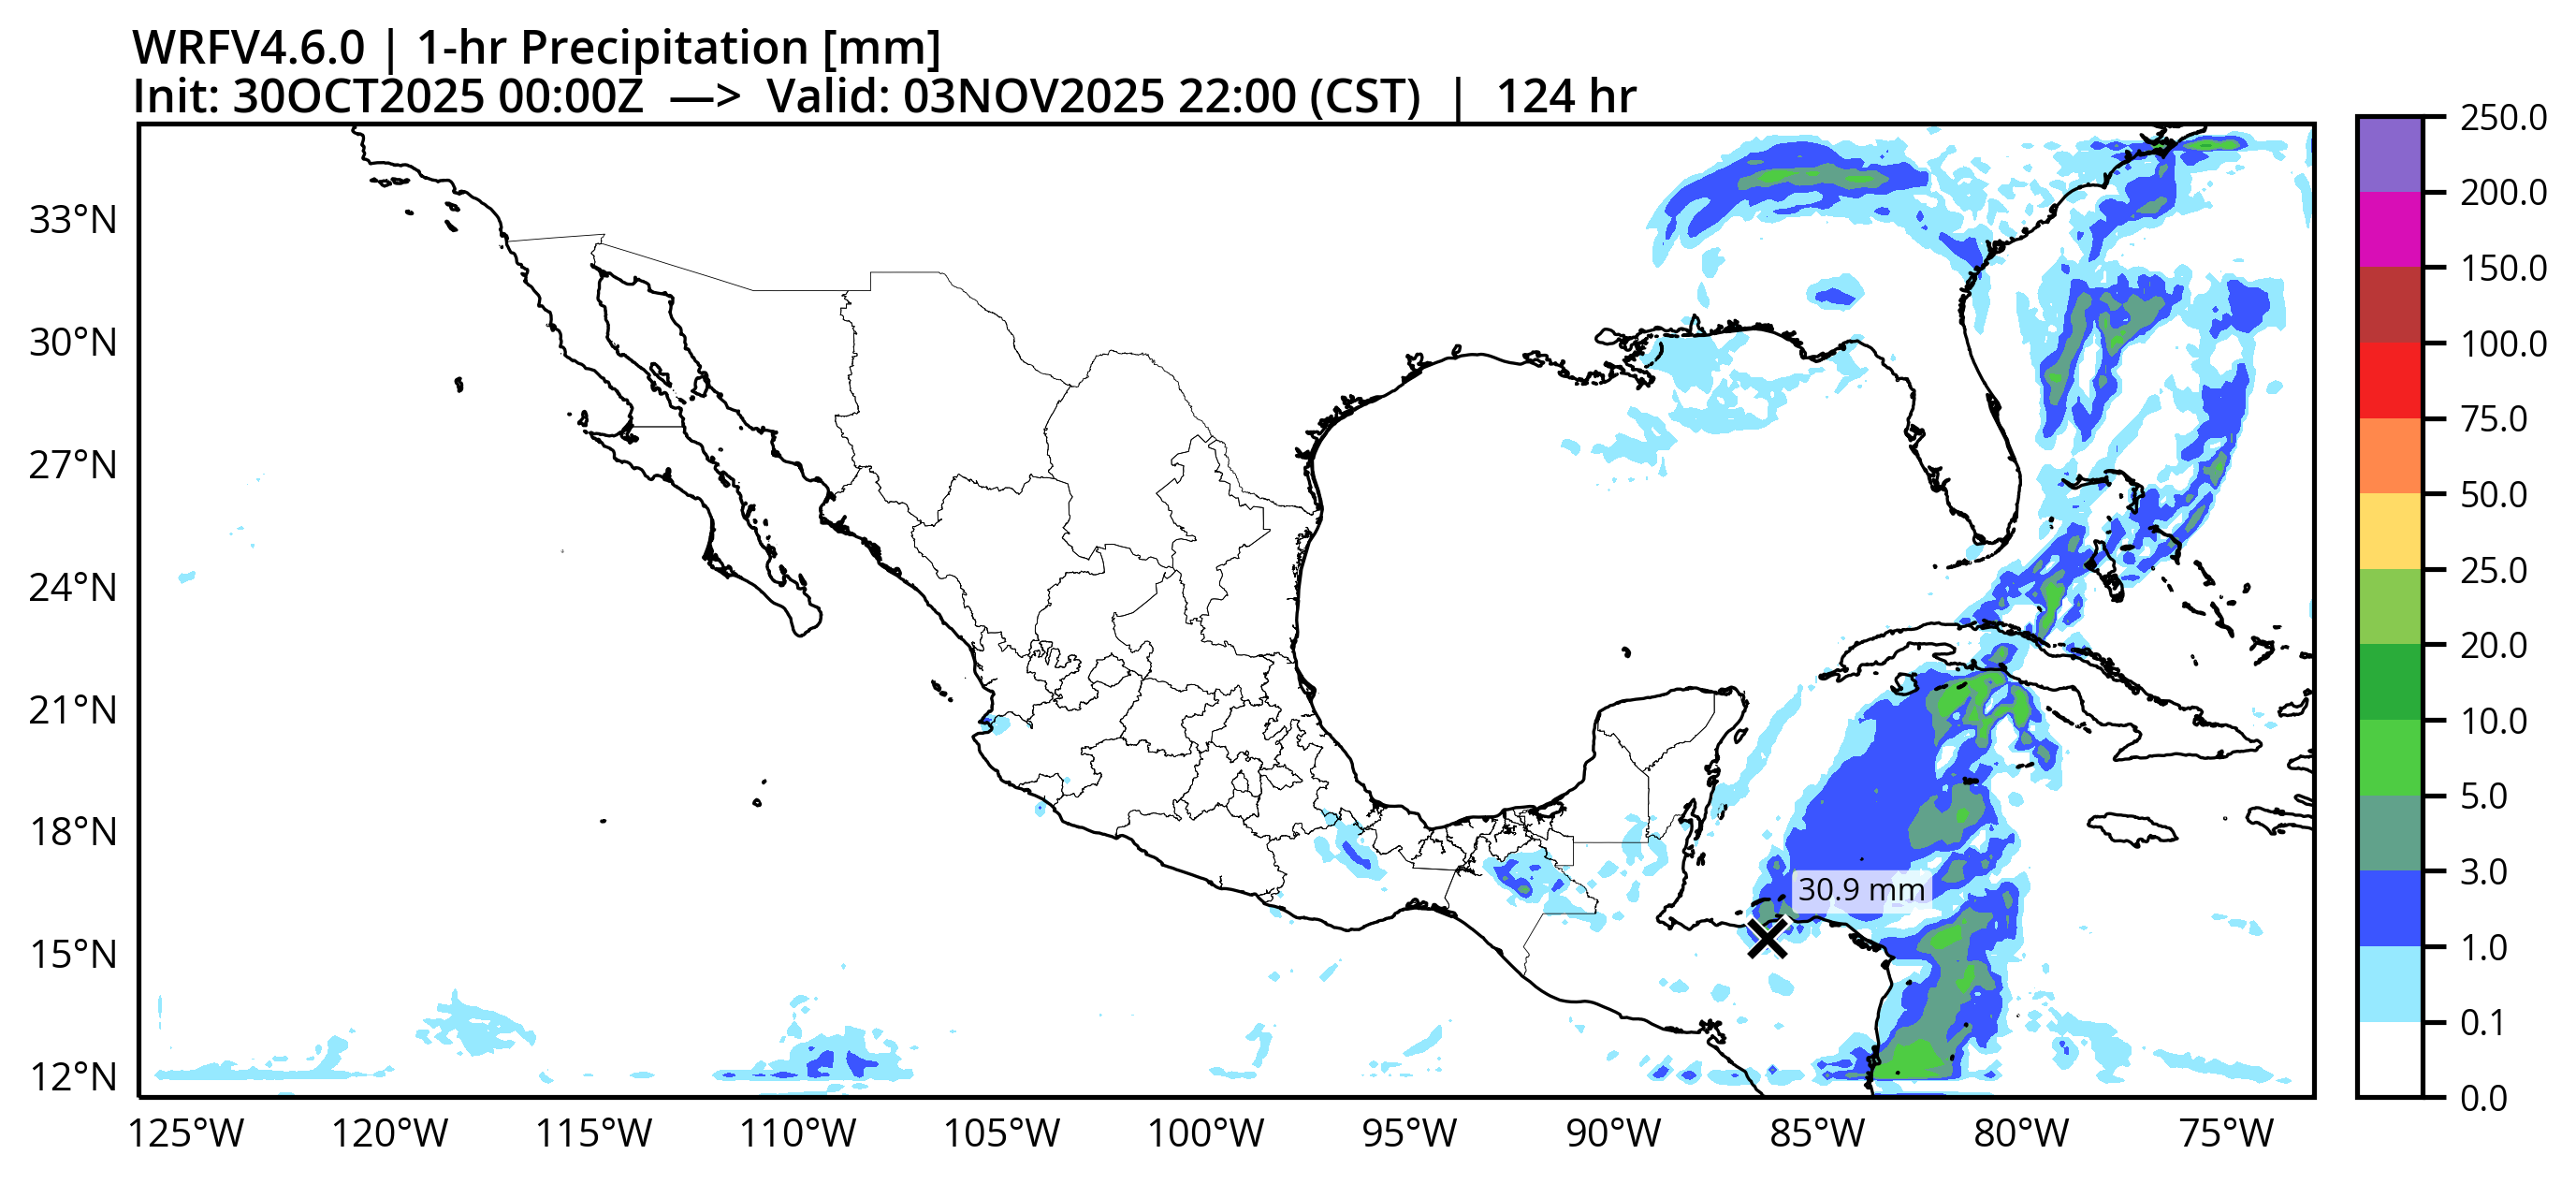 WRFV4.6.0 | 1-hr Precipitation [mm]
Init: 30OCT2025 00:00Z —> Valid: 03NOV2025 22:00 (CST) | 124 hr
33°N
30°N
27°N
24°N
21°N
18°N
15°N
12°N
125°W 120°W 115°W 110°W 105°W 100°W 95°W 90°W 85°W 80°W 75°W
30.9 mm
250.0
200.0
150.0
100.0
75.0
50.0
25.0
20.0
10.0
5.0
3.0
1.0
0.1
0.0